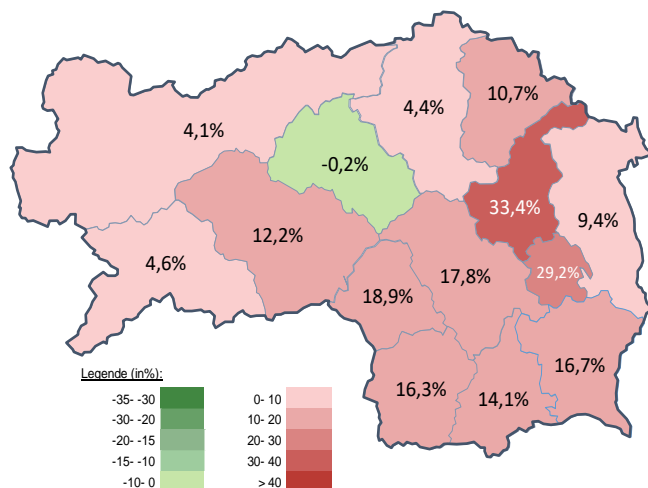 10,7%
4,4%
4,1%
-0,2%
33,4%
9,4%
12,2%
4,6%
29,2%
17,8%
18,9%
16,7%
16,3%
14,1%
Legende (in%):
-35- -30 0- 10
-30- -20 10- 20
-20- -15 20- 30
-15- -10 30- 40
-10- 0 > 40